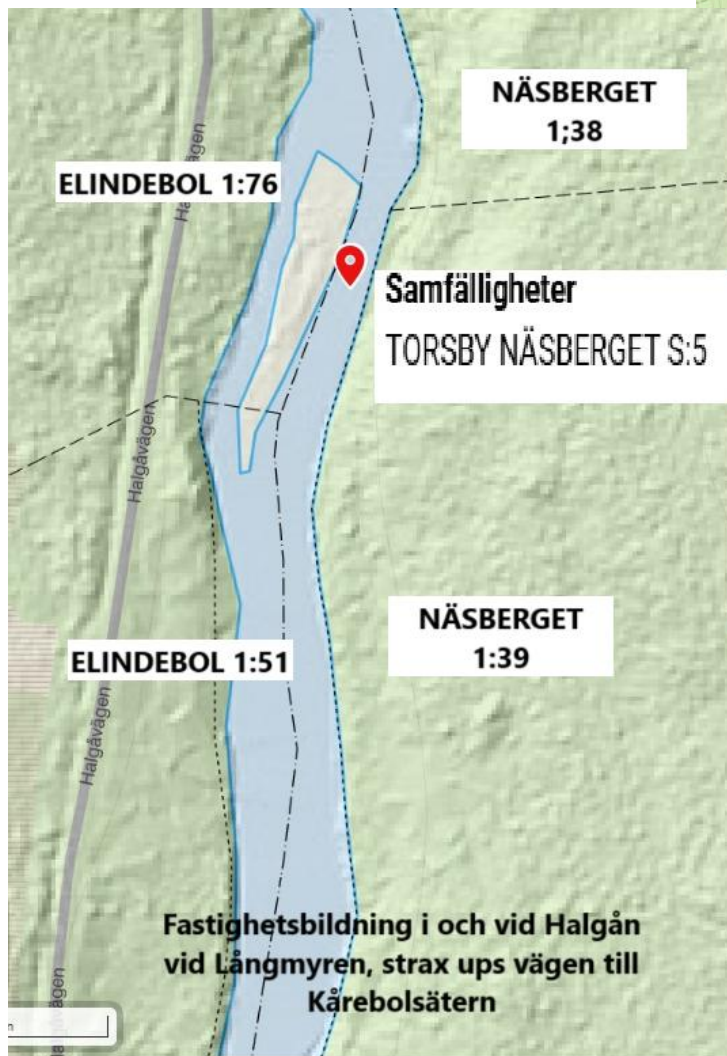 NÄSBERGET
1;38
ELINDEBOL 1:76
Samfälligheter
TORSBY NÄSBERGET S:5
Halgåvägen
NÄSBERGET
1:39
ELINDEBOL 1:51
Halgåvägen
Fastighetsbildning i och vid Halgån
vid Långmyren, strax ups vägen till
Kårebolsätern